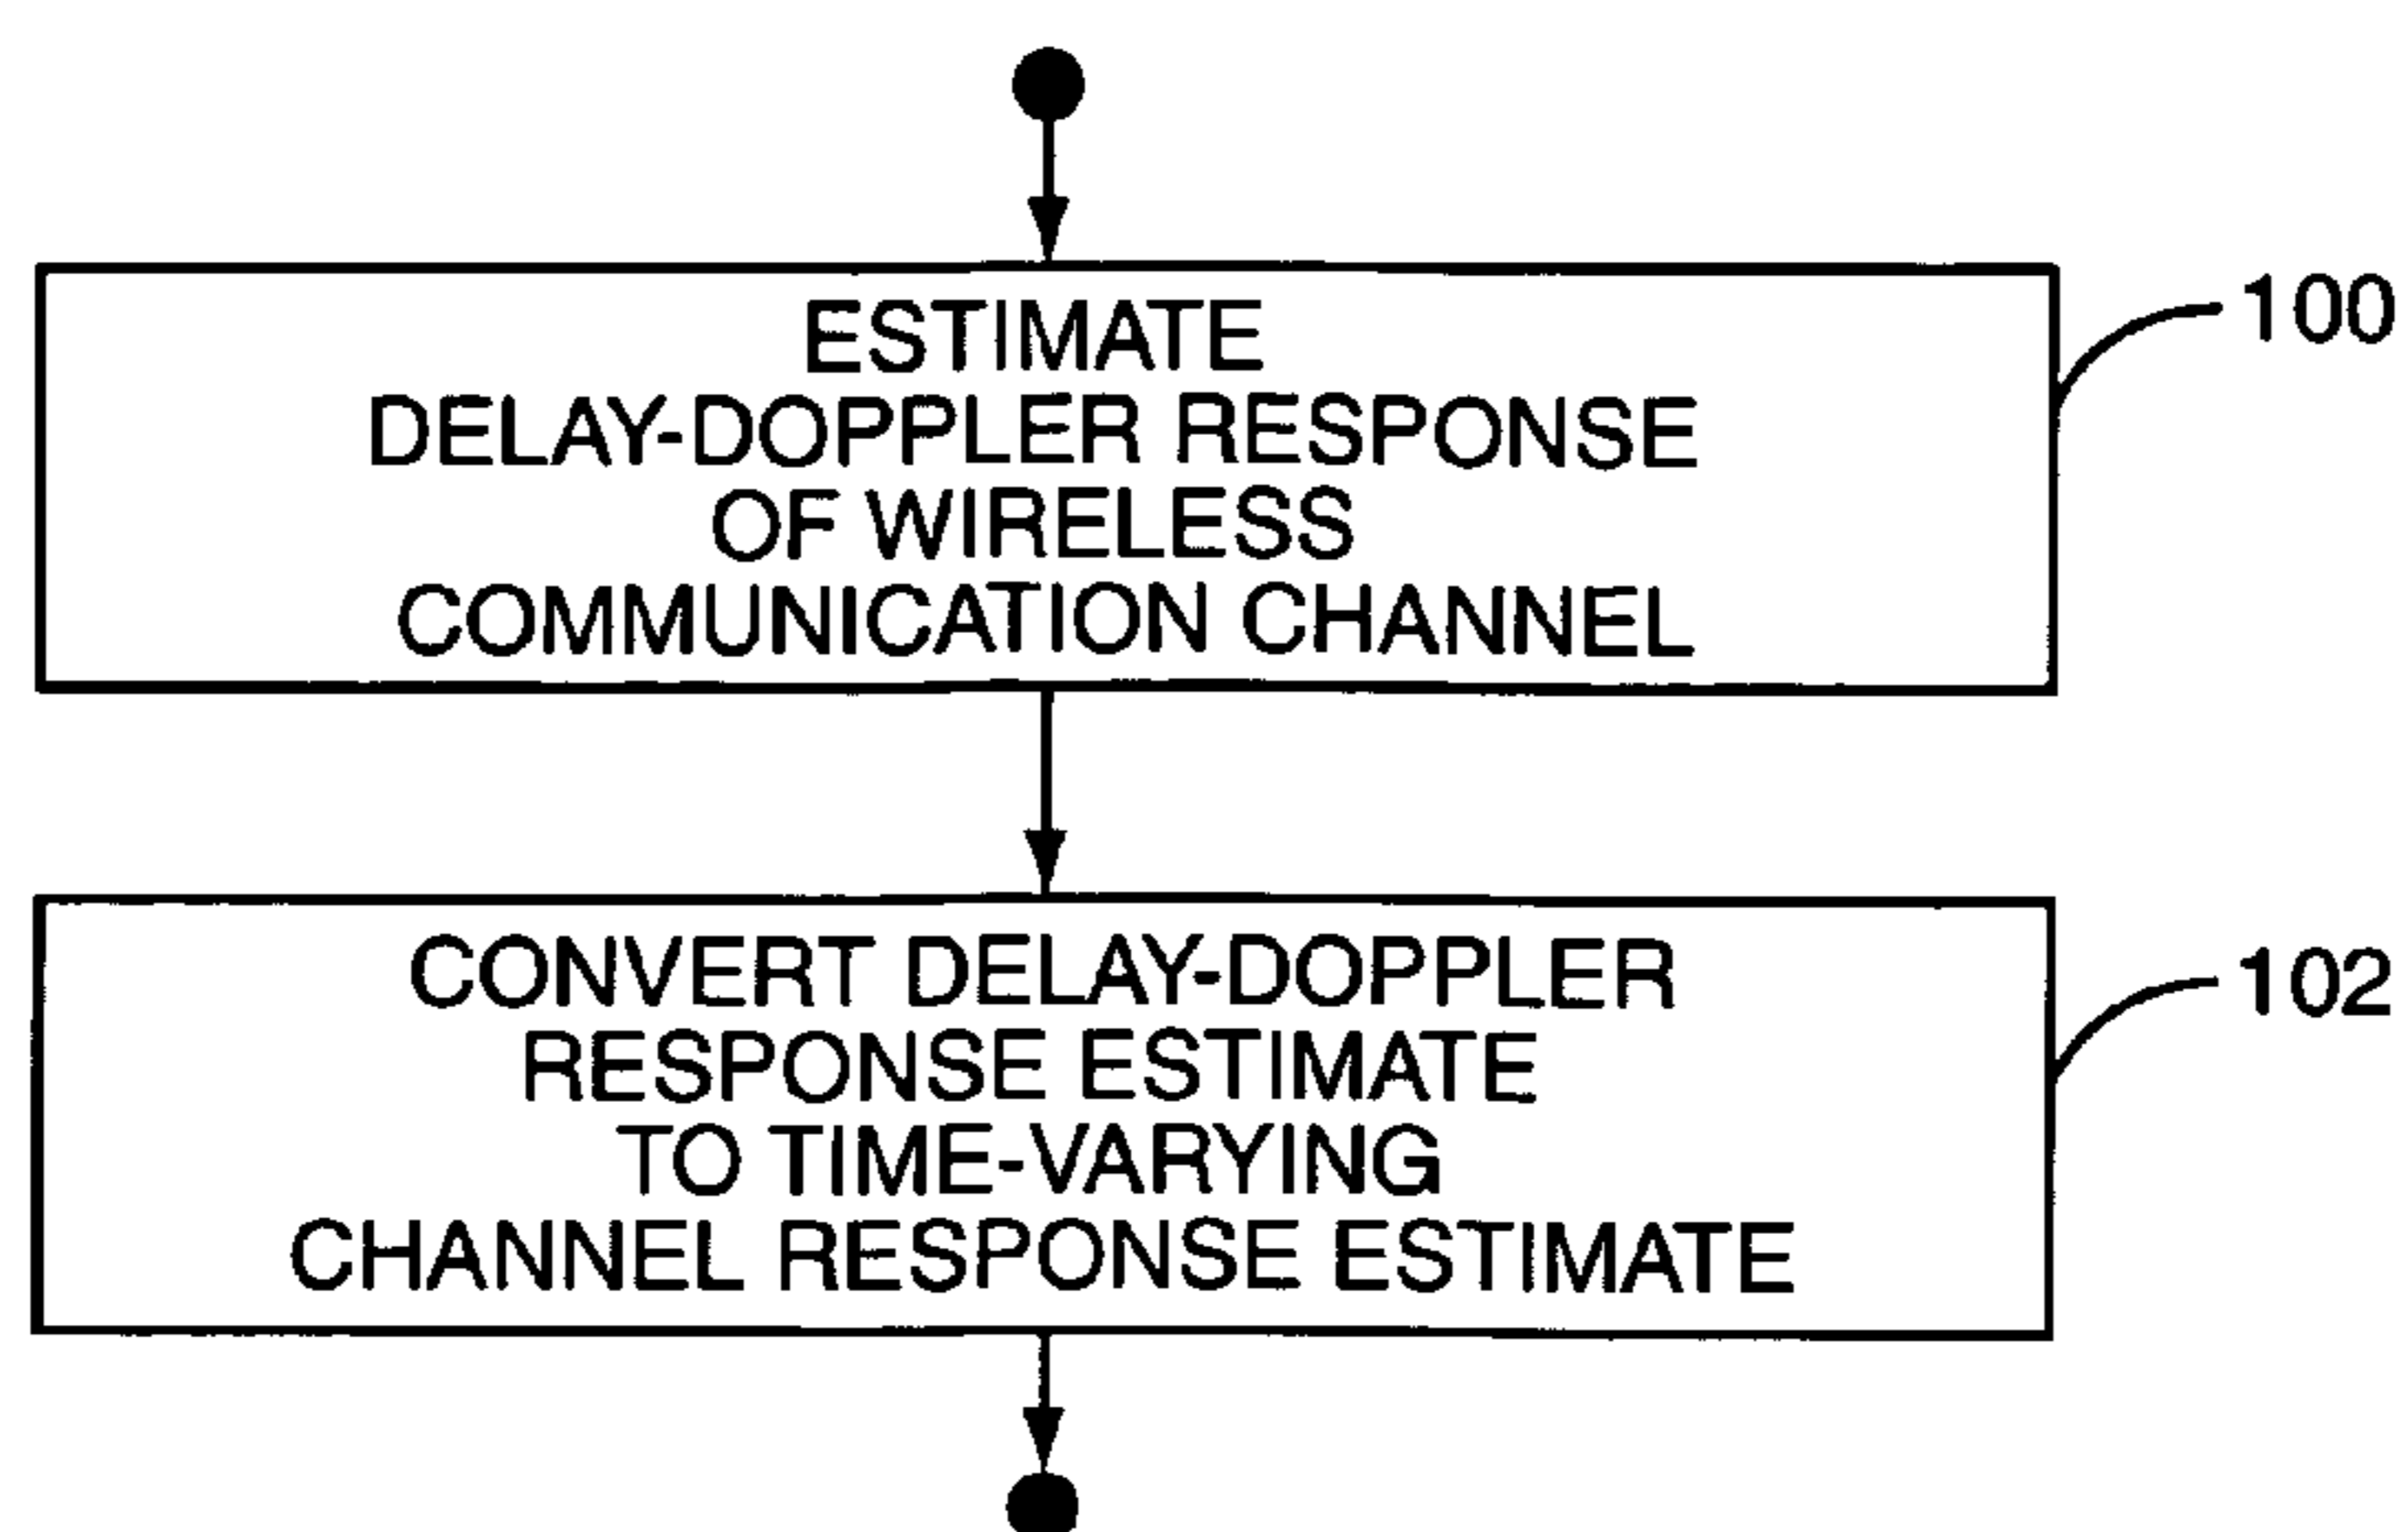 ESTIMATE
DELAY-DOPPLER RESPONSE
OF WIRELESS
COMMUNICATION CHANNEL
100
CONVERT DELAY-DOPPLER
RESPONSE ESTIMATE
TO TIME-VARYING
CHANNEL RESPONSE ESTIMATE
102